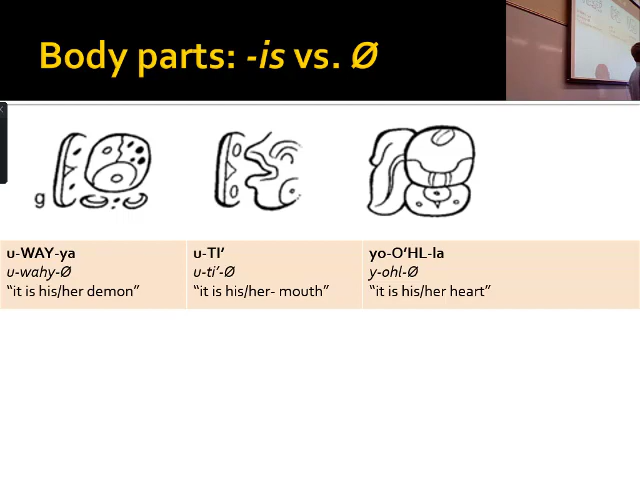 Body parts: -is vs. Ø
g
u-WAY-ya
u-wahy-Ø
“it is his/her demon”
u-TI’
u-ti’-Ø
“it is his/her- mouth”
yo-O’HL-la
y-ohl-Ø
“it is his/her heart”